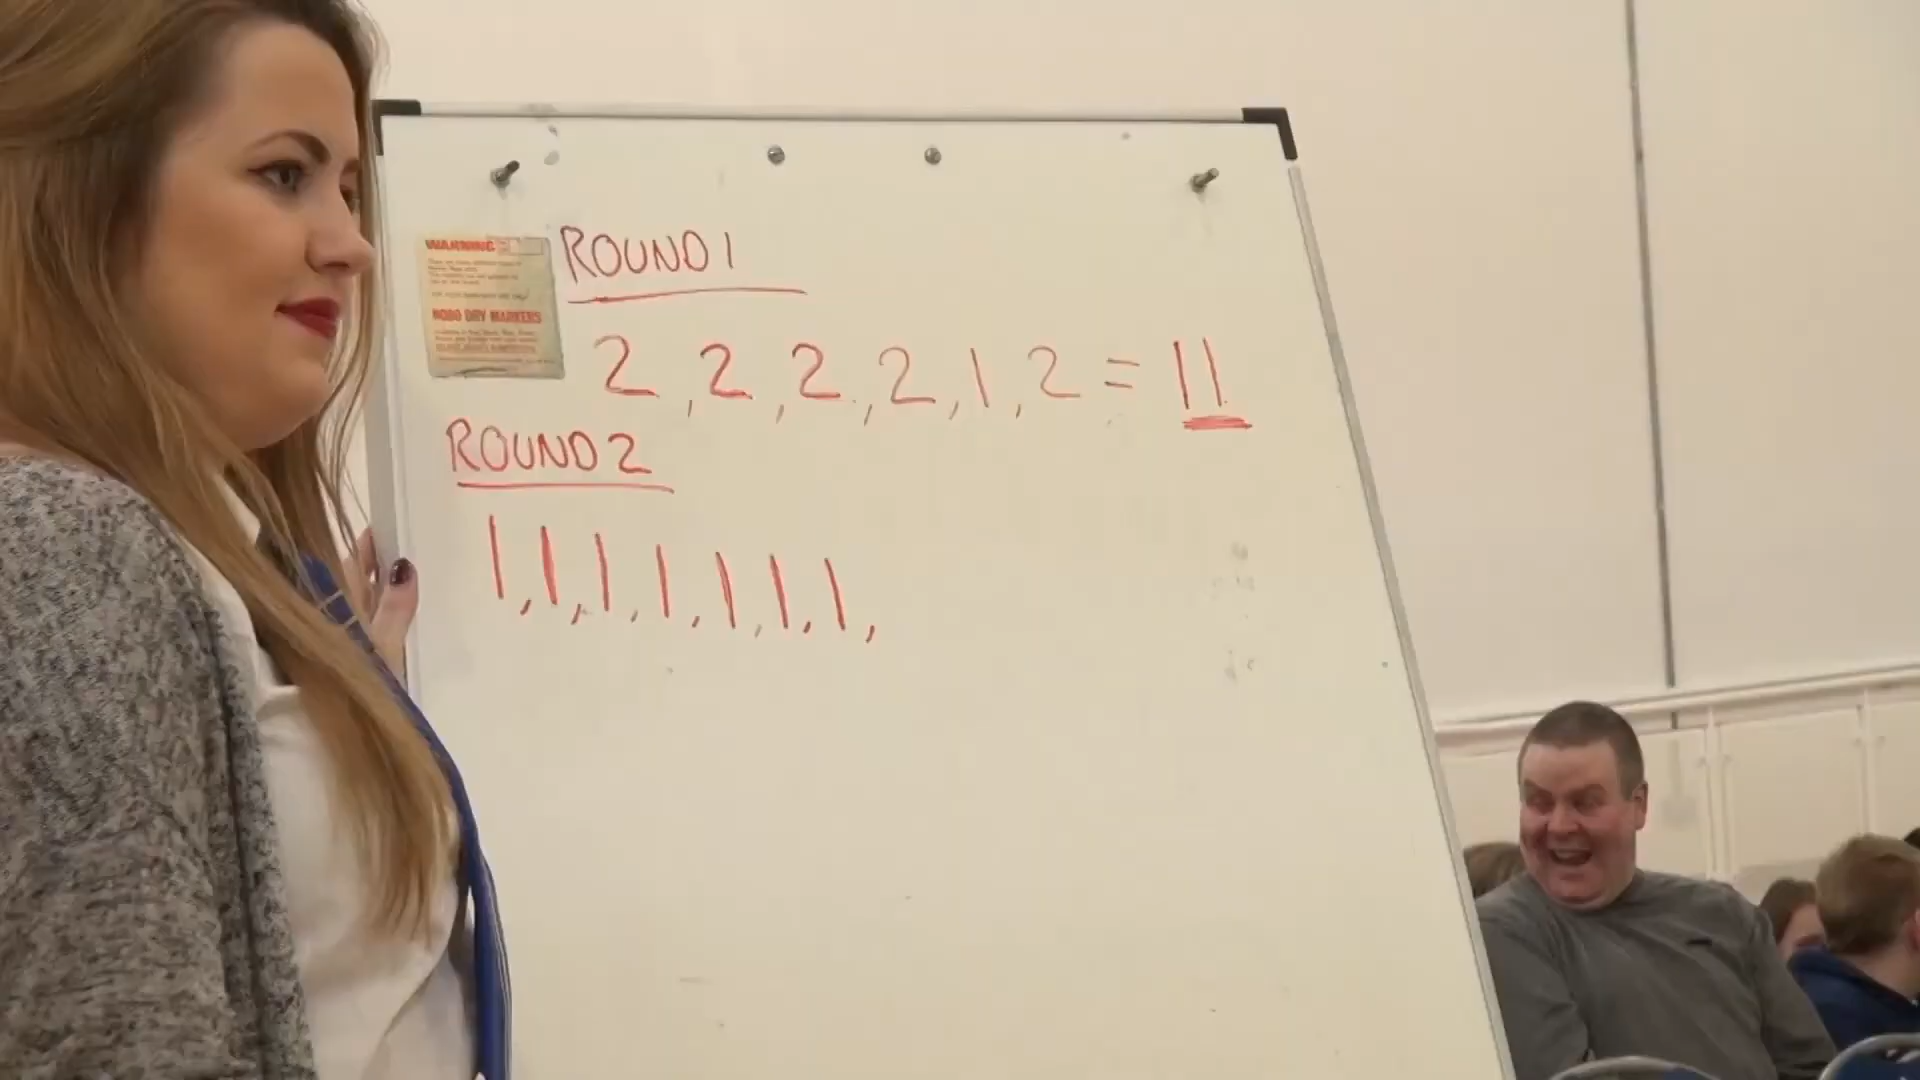 WARNING
NOBO DRY MARKERS
ROUND 1
2, 2, 2, 2, 1, 2 = 11
ROUND 2
1, 1, 1, 1, 1, 1, 1,